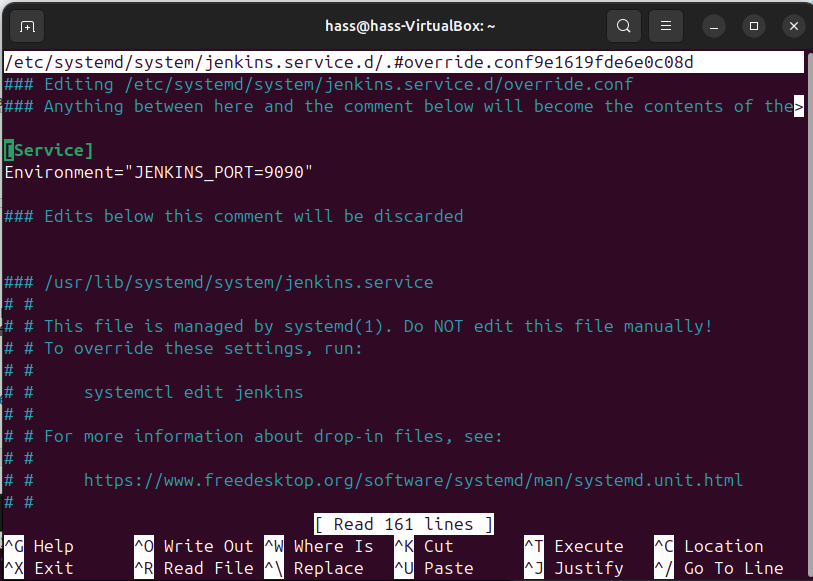 hass@hass-VirtualBox: ~
/etc/systemd/system/jenkins.service.d/.#override.conf9e1619fde6e0c08d
### Editing /etc/systemd/system/jenkins.service.d/override.conf
### Anything between here and the comment below will become the contents of the>
[Service]
Environment="JENKINS_PORT=9090"
### Edits below this comment will be discarded
### /usr/lib/systemd/system/jenkins.service
# #
# # This file is managed by systemd(1). Do NOT edit this file manually!
# # To override these settings, run:
# #
# #     systemctl edit jenkins
# #
# # For more information about drop-in files, see:
# #
# #     https://www.freedesktop.org/software/systemd/man/systemd.unit.html
# #
[ Read 161 lines ]
^G Help ^O Write Out ^W Where Is ^K Cut ^T Execute ^C Location
^X Exit ^R Read File ^\ Replace ^U Paste ^J Justify ^/ Go To Line